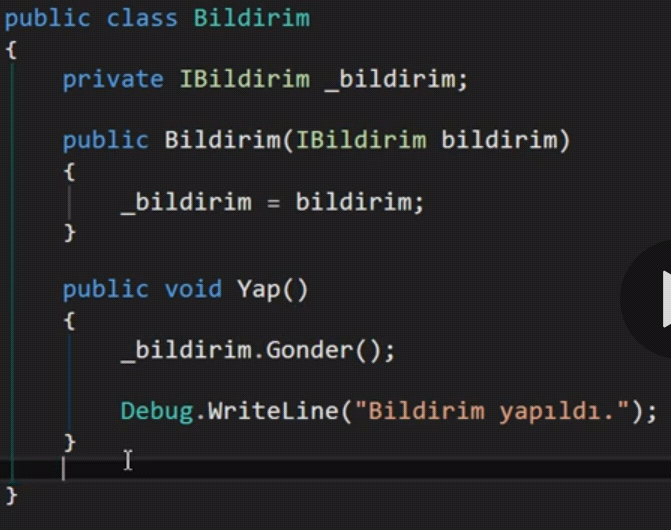 public class Bildirim
{
    private IBildirim _bildirim;

    public Bildirim(IBildirim bildirim)
    {
        _bildirim = bildirim;
    }

    public void Yap()
    {
        _bildirim.Gonder();

        Debug.WriteLine("Bildirim yapıldı.");
    }

}